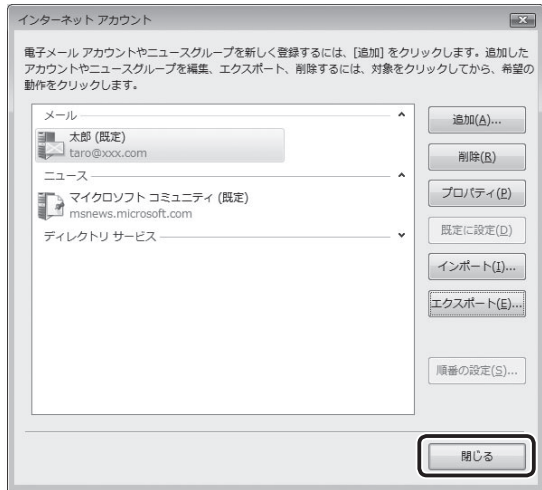 インターネット アカウント
電子メール アカウントやニュースグループを新しく登録するには、[追加] をクリックします。追加した
アカウントやニュースグループを編集、エクスポート、削除するには、対象をクリックしてから、希望の
動作をクリックします。
メール
太郎 (既定)
taro@xxx.com
ニュース
マイクロソフト コミュニティ (既定)
msnews.microsoft.com
ディレクトリ サービス
追加(A)...
削除(R)
プロパティ(P)
既定に設定(D)
インポート(I)...
エクスポート(E)...
順番の設定(S)...
閉じる